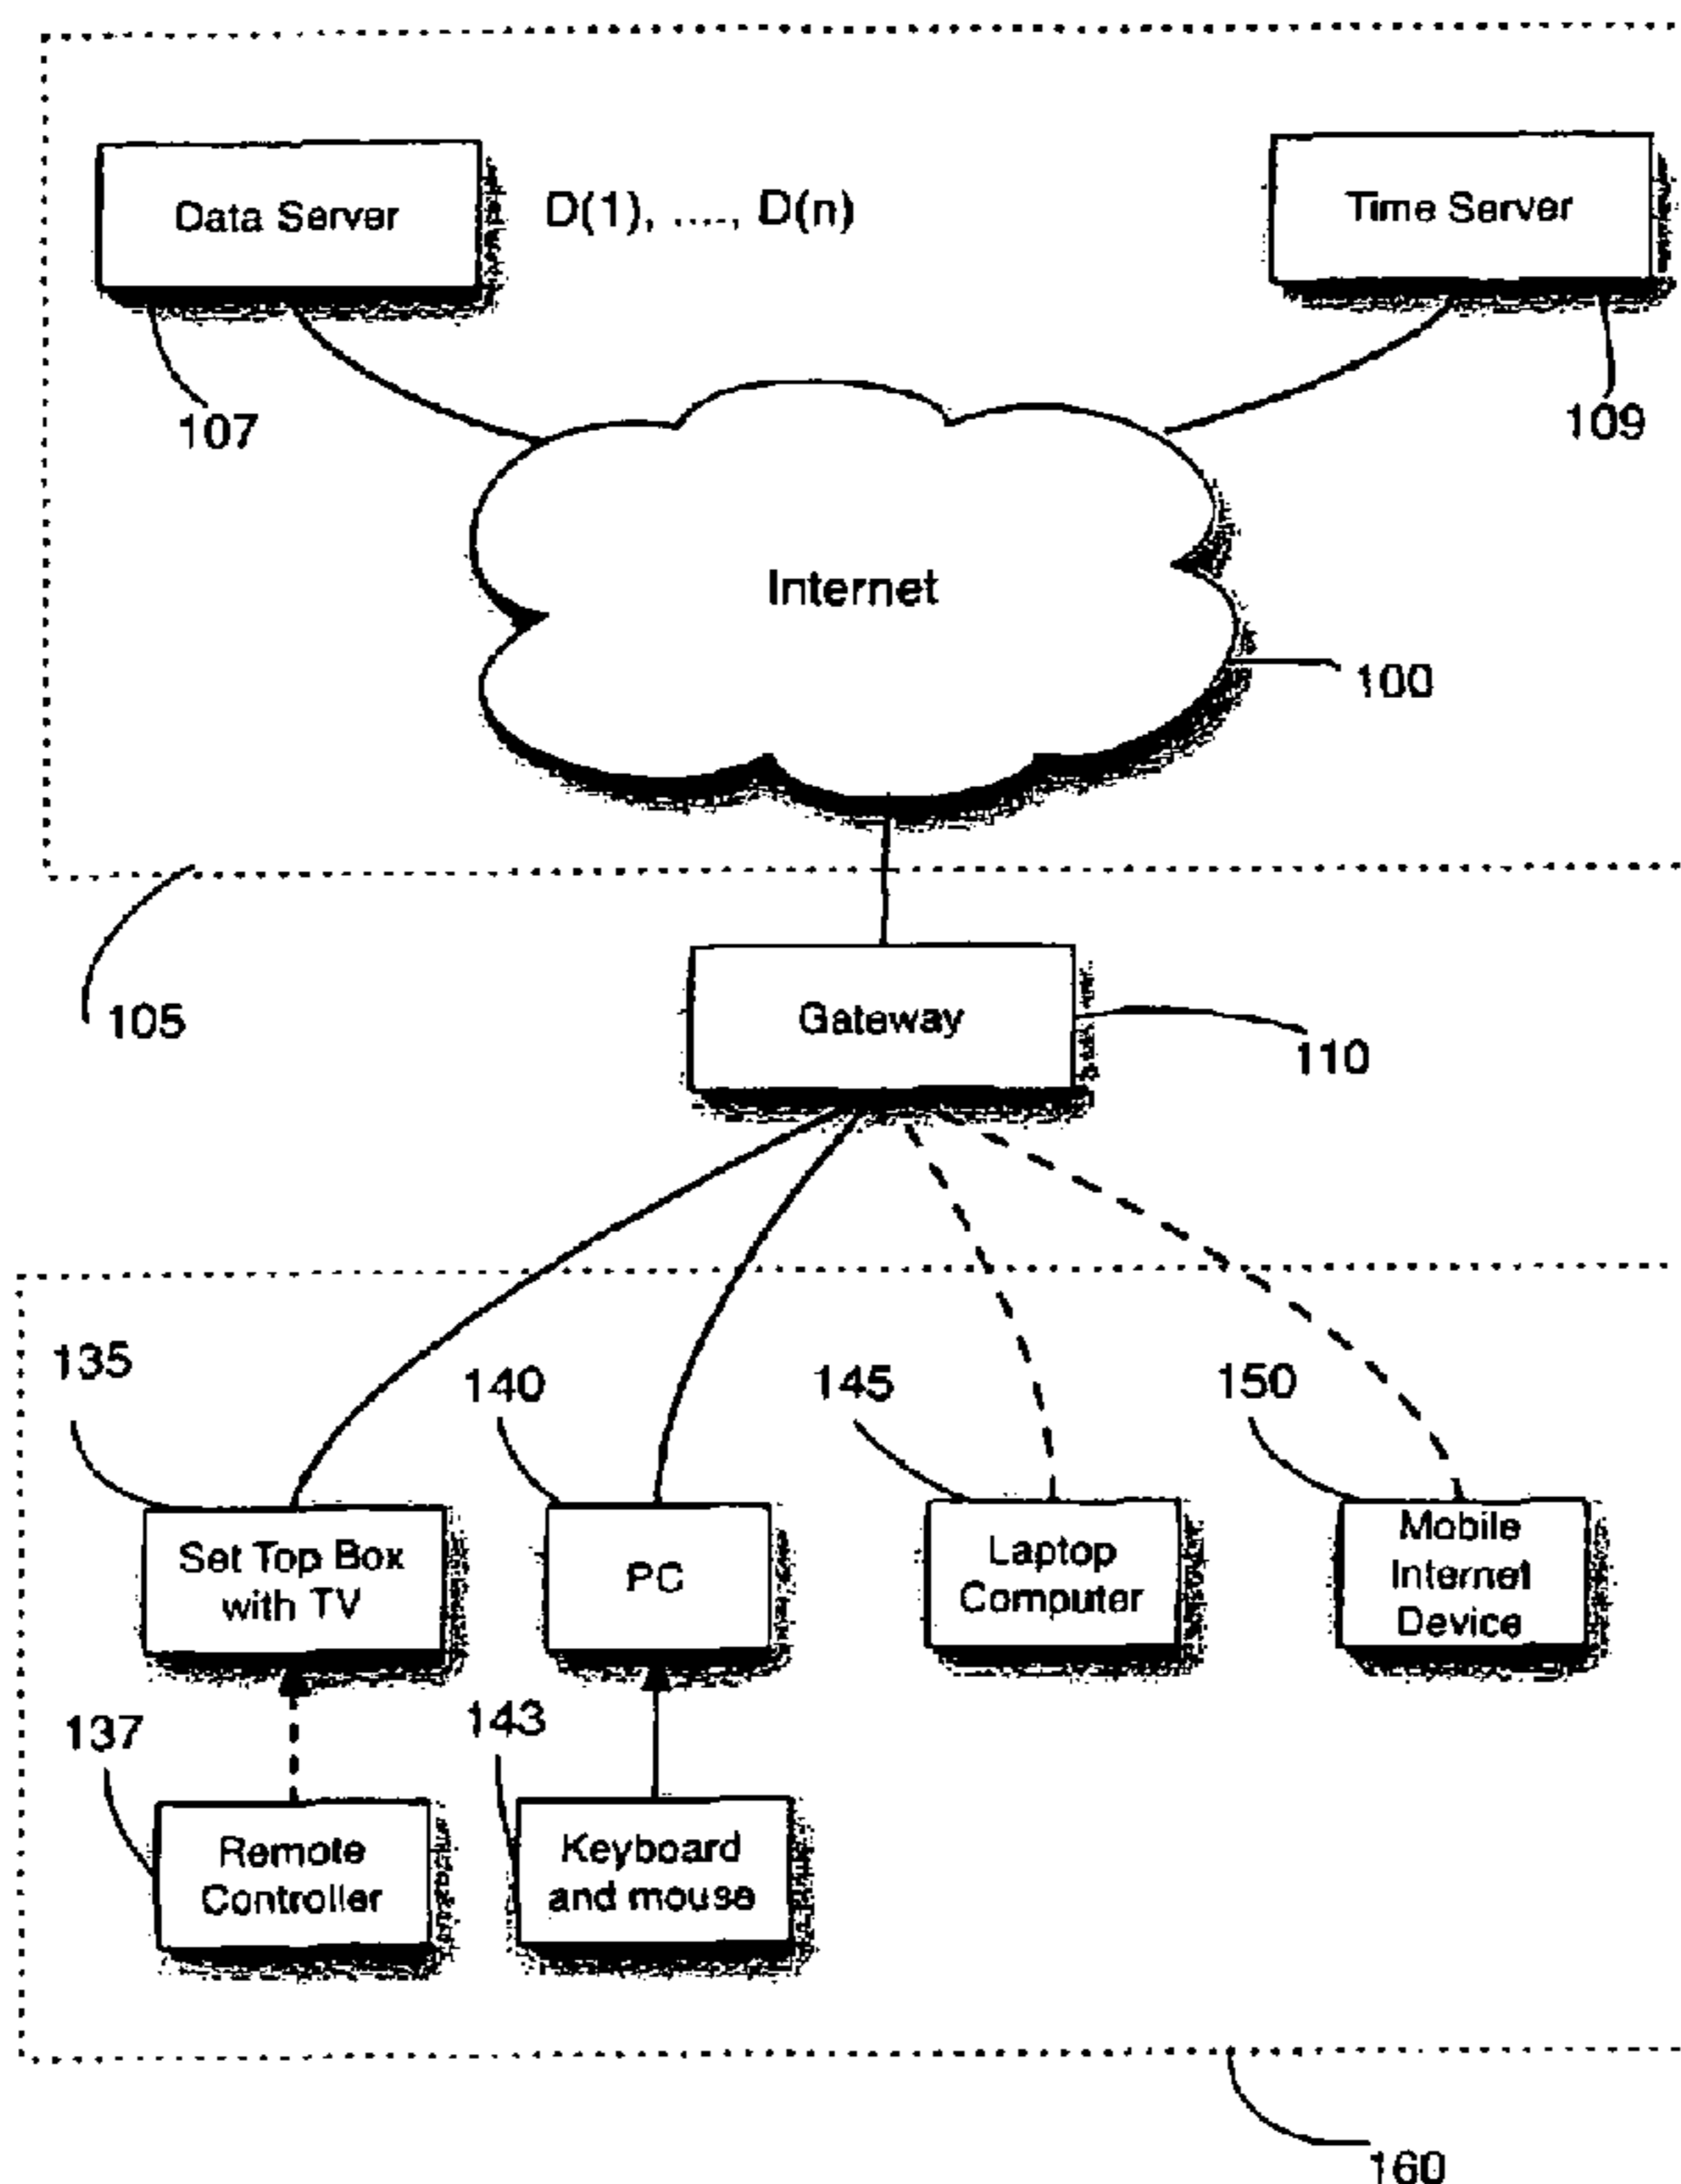 Data Server
D(1), ...., D(n)
Time Server
107
109
Internet
100
105
Gateway
110
135
140
145
150
Set Top Box
with TV
PC
Laptop
Computer
Mobile
Internet
Device
137
143
Remote
Controller
Keyboard
and mouse
160